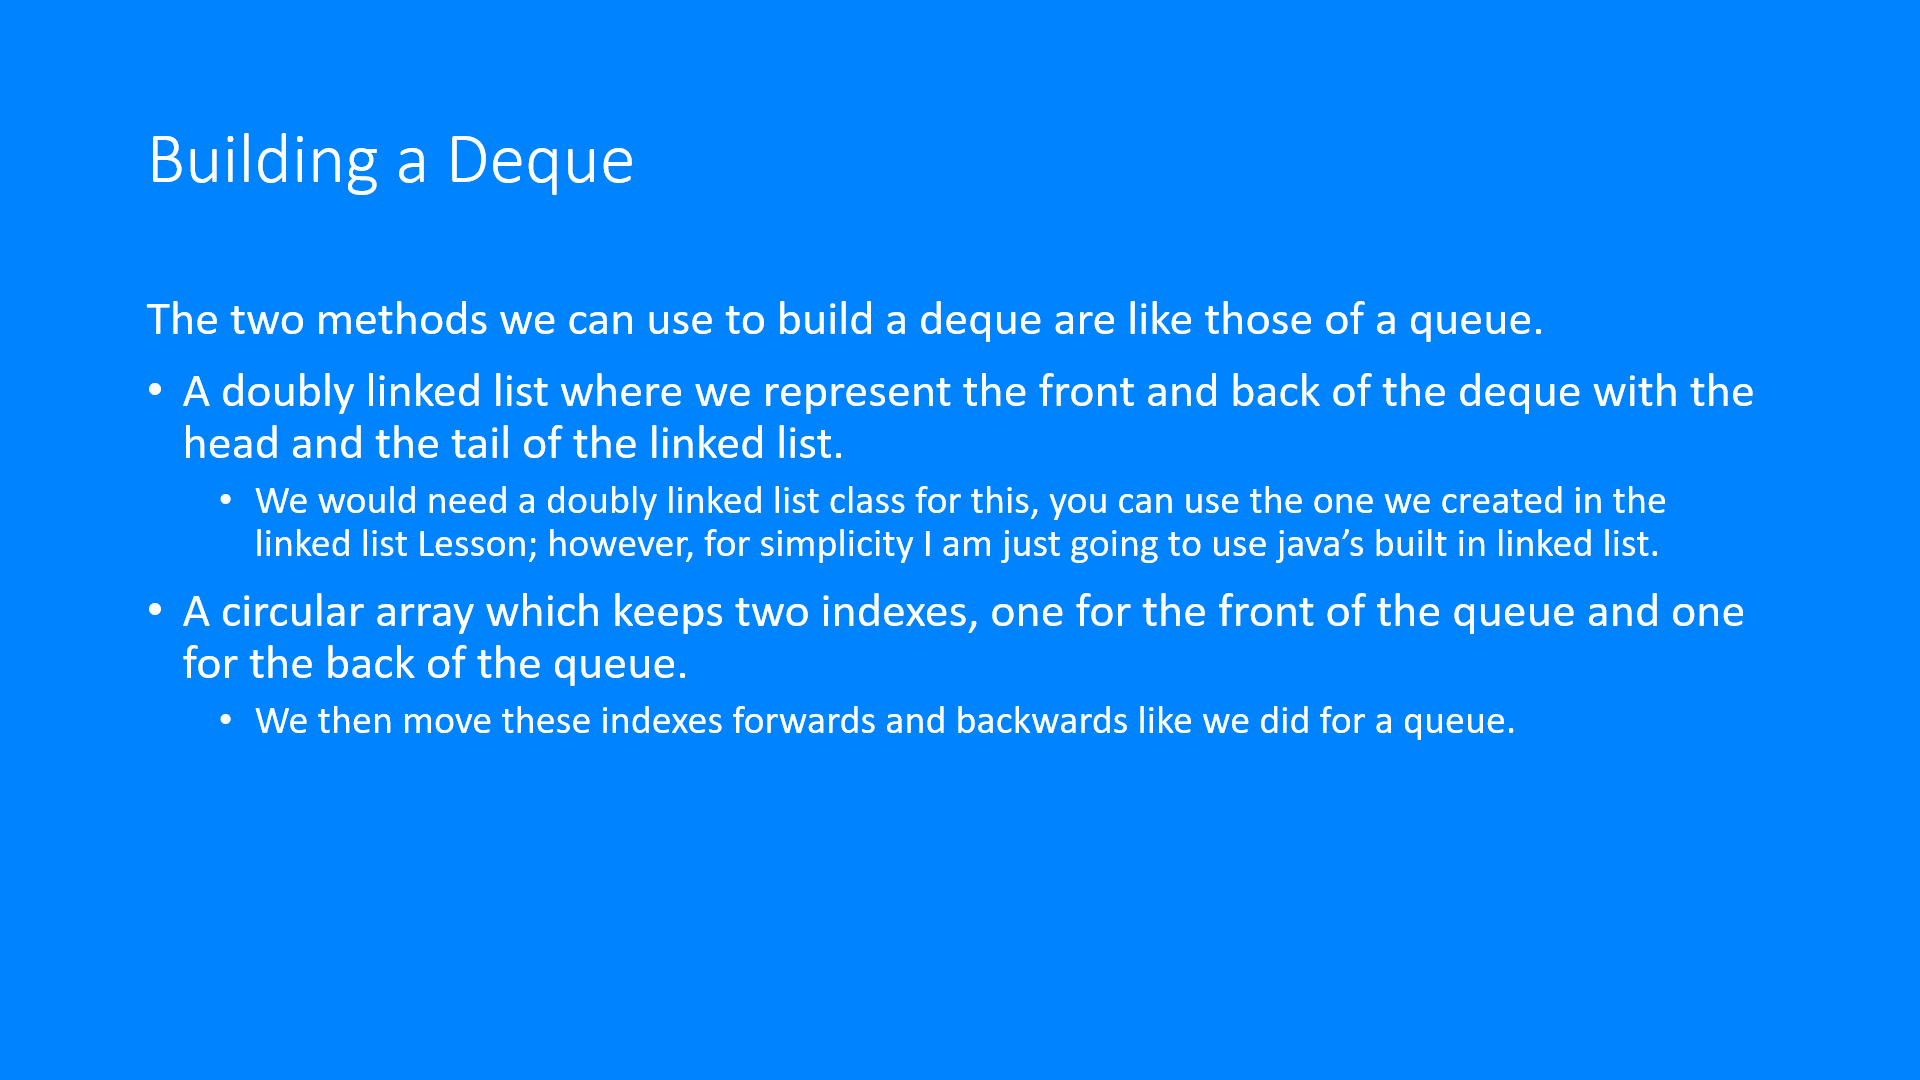 Building a Deque
The two methods we can use to build a deque are like those of a queue.
• A doubly linked list where we represent the front and back of the deque with the
head and the tail of the linked list.
• We would need a doubly linked list class for this, you can use the one we created in the
linked list Lesson; however, for simplicity I am just going to use java’s built in linked list.
• A circular array which keeps two indexes, one for the front of the queue and one
for the back of the queue.
• We then move these indexes forwards and backwards like we did for a queue.